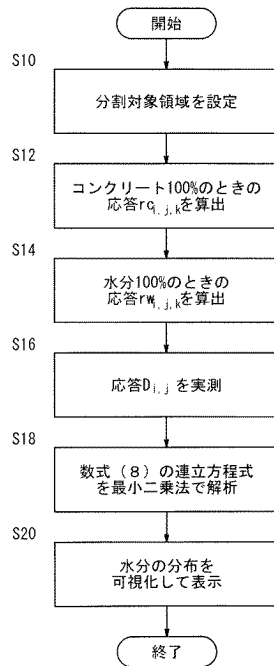 開始
S10
分割対象領域を設定
S12
コンクリート100%のときの
応答rc i, j, kを算出
S14
水分100%のときの
応答rw i, j, kを算出
S16
応答D i, j を実測
S18
数式(8)の連立方程式
を最小二乗法で解析
S20
水分の分布を
可視化して表示
終了